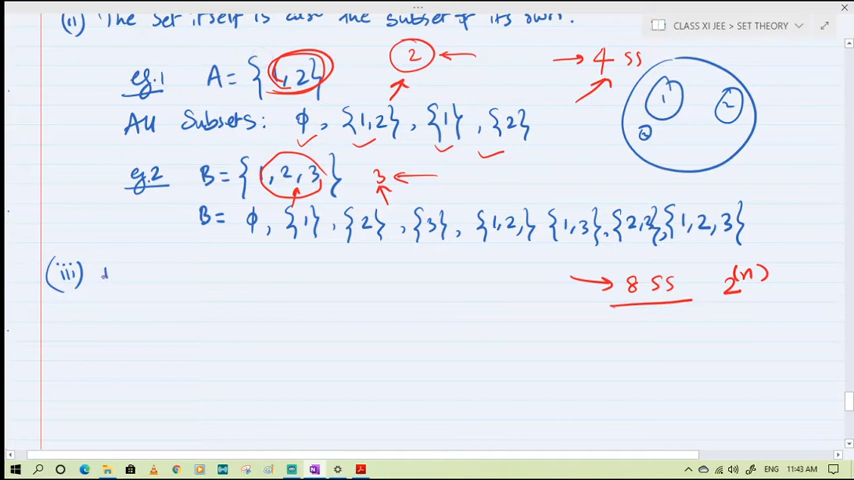 (ii) The set itself is also the subset of its own.
CLASS XI JEE > SET THEORY
eg.1 A = {1, 2} 2 ← → 4 SS
All Subsets: ϕ, {1,2}, {1}, {2}
1 2
eg.2 B = {1, 2, 3} 3 ←
B = ϕ, {1}, {2}, {3}, {1,2,} {1,3}, {2,3}, {1, 2, 3}
(iii)
→ 8 SS 2^(n)
ENG 11:43 AM